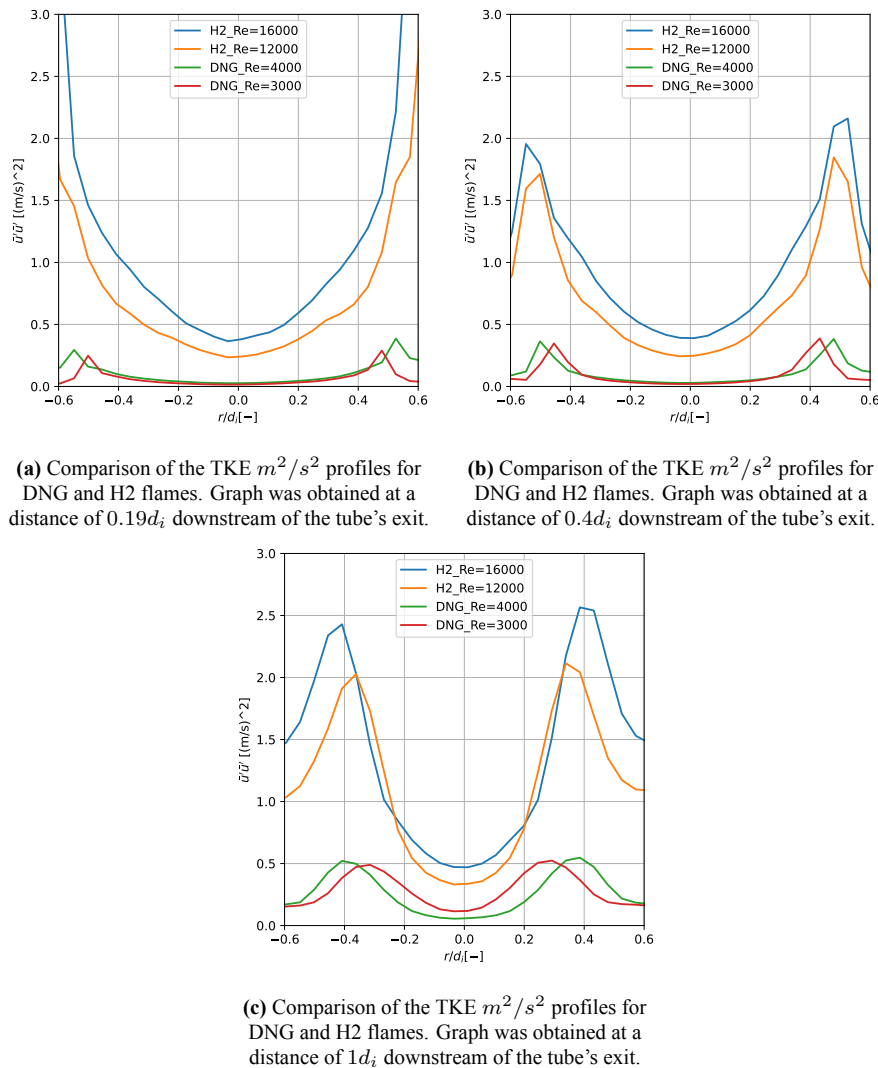 3.0
2.5
2.0
1.5
1.0
0.5
0.0
ū'ū' [(m/s)^2]
H2_Re=16000
H2_Re=12000
DNG_Re=4000
DNG_Re=3000
−0.6 −0.4 −0.2 0.0 0.2 0.4 0.6
r/d_i[−]
(a) Comparison of the TKE m²/s² profiles for
DNG and H2 flames. Graph was obtained at a
distance of 0.19d_i downstream of the tube's exit.
3.0
2.5
2.0
1.5
1.0
0.5
0.0
ū'ū' [(m/s)^2]
H2_Re=16000
H2_Re=12000
DNG_Re=4000
DNG_Re=3000
−0.6 −0.4 −0.2 0.0 0.2 0.4 0.6
r/d_i[−]
(b) Comparison of the TKE m²/s² profiles for
DNG and H2 flames. Graph was obtained at a
distance of 0.4d_i downstream of the tube's exit.
3.0
2.5
2.0
1.5
1.0
0.5
0.0
ū'ū' [(m/s)^2]
H2_Re=16000
H2_Re=12000
DNG_Re=4000
DNG_Re=3000
−0.6 −0.4 −0.2 0.0 0.2 0.4 0.6
r/d_i[−]
(c) Comparison of the TKE m²/s² profiles for
DNG and H2 flames. Graph was obtained at a
distance of 1d_i downstream of the tube's exit.